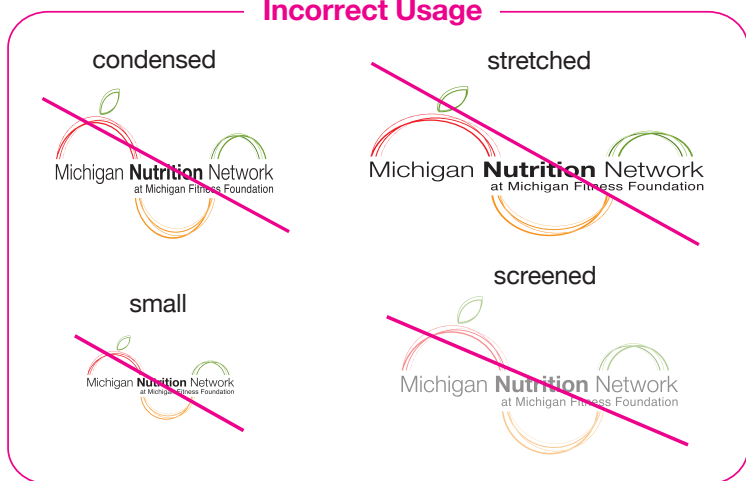 Incorrect Usage
condensed
Michigan Nutrition Network
at Michigan Fitness Foundation
stretched
Michigan Nutrition Network
at Michigan Fitness Foundation
small
Michigan Nutrition Network
at Michigan Fitness Foundation
screened
Michigan Nutrition Network
at Michigan Fitness Foundation